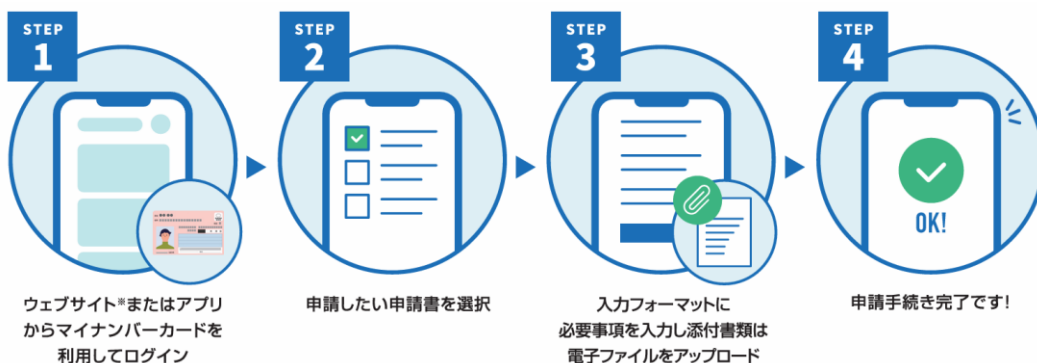 STEP
1
STEP
2
STEP
3
STEP
4
OK!
ウェブサイト※またはアプリ
からマイナンバーカードを
利用してログイン
申請したい申請書を選択
入力フォーマットに
必要事項を入力し添付書類は
電子ファイルをアップロード
申請手続き完了です!